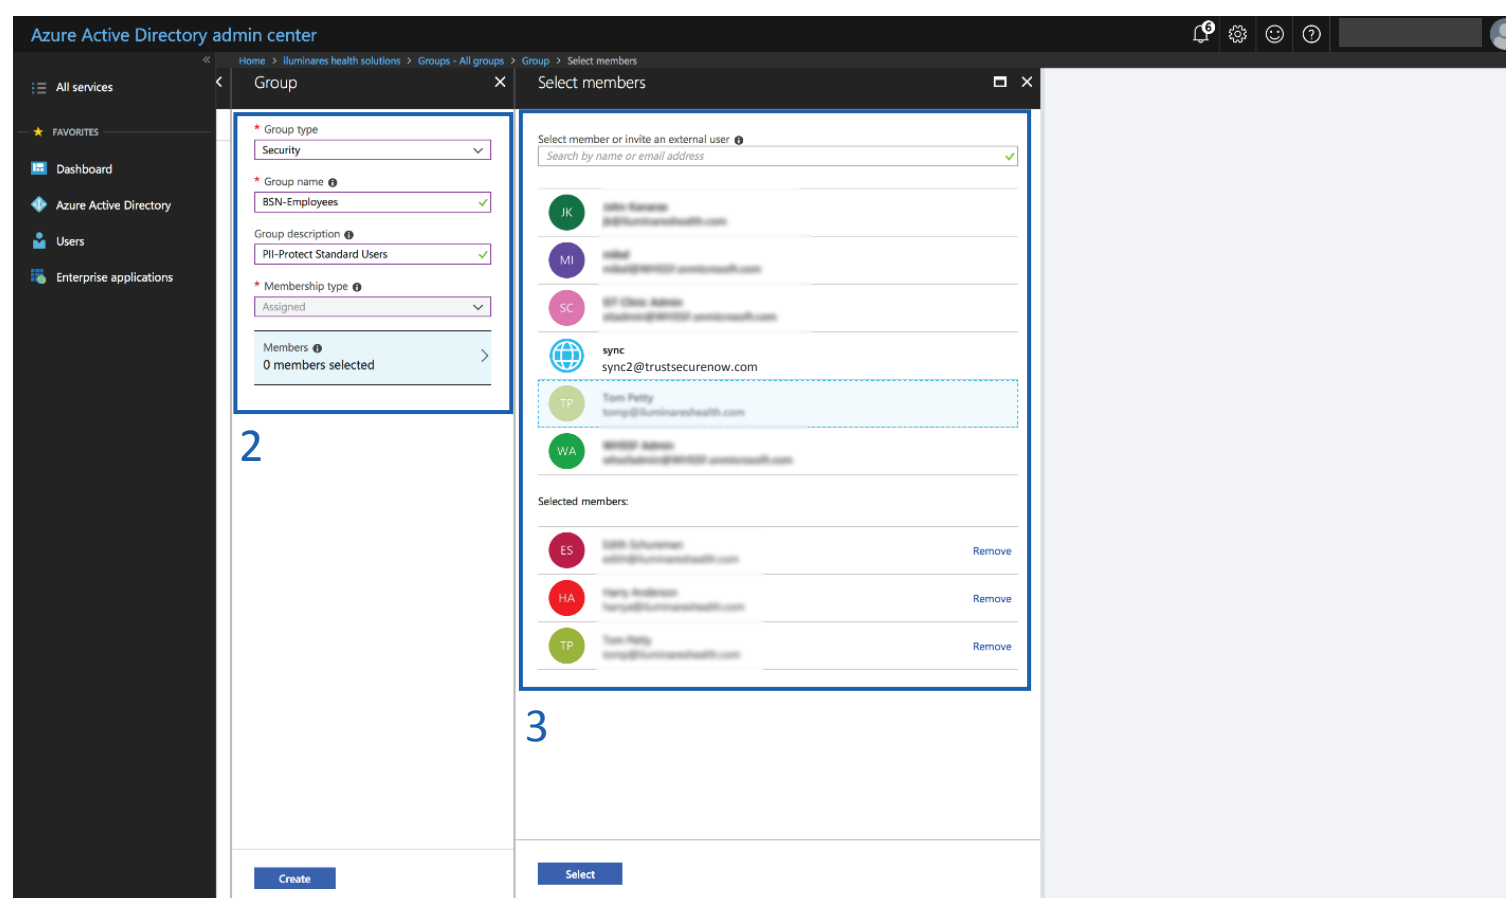 Azure Active Directory admin center
6
Home > iluminares health solutions > Groups - All groups > Group > Select members
All services
FAVORITES
Dashboard
Azure Active Directory
Users
Enterprise applications
Group
* Group type
Security
* Group name
BSN-Employees
Group description
PII-Protect Standard Users
* Membership type
Assigned
Members
0 members selected
2
Create
Select members
Select member or invite an external user
Search by name or email address
JK
MI
SC
sync
sync2@trustsecurenow.com
TP
Tom Petty
WA
Selected members:
ES
Remove
HA
Remove
TP
Tom Petty
Remove
3
Select